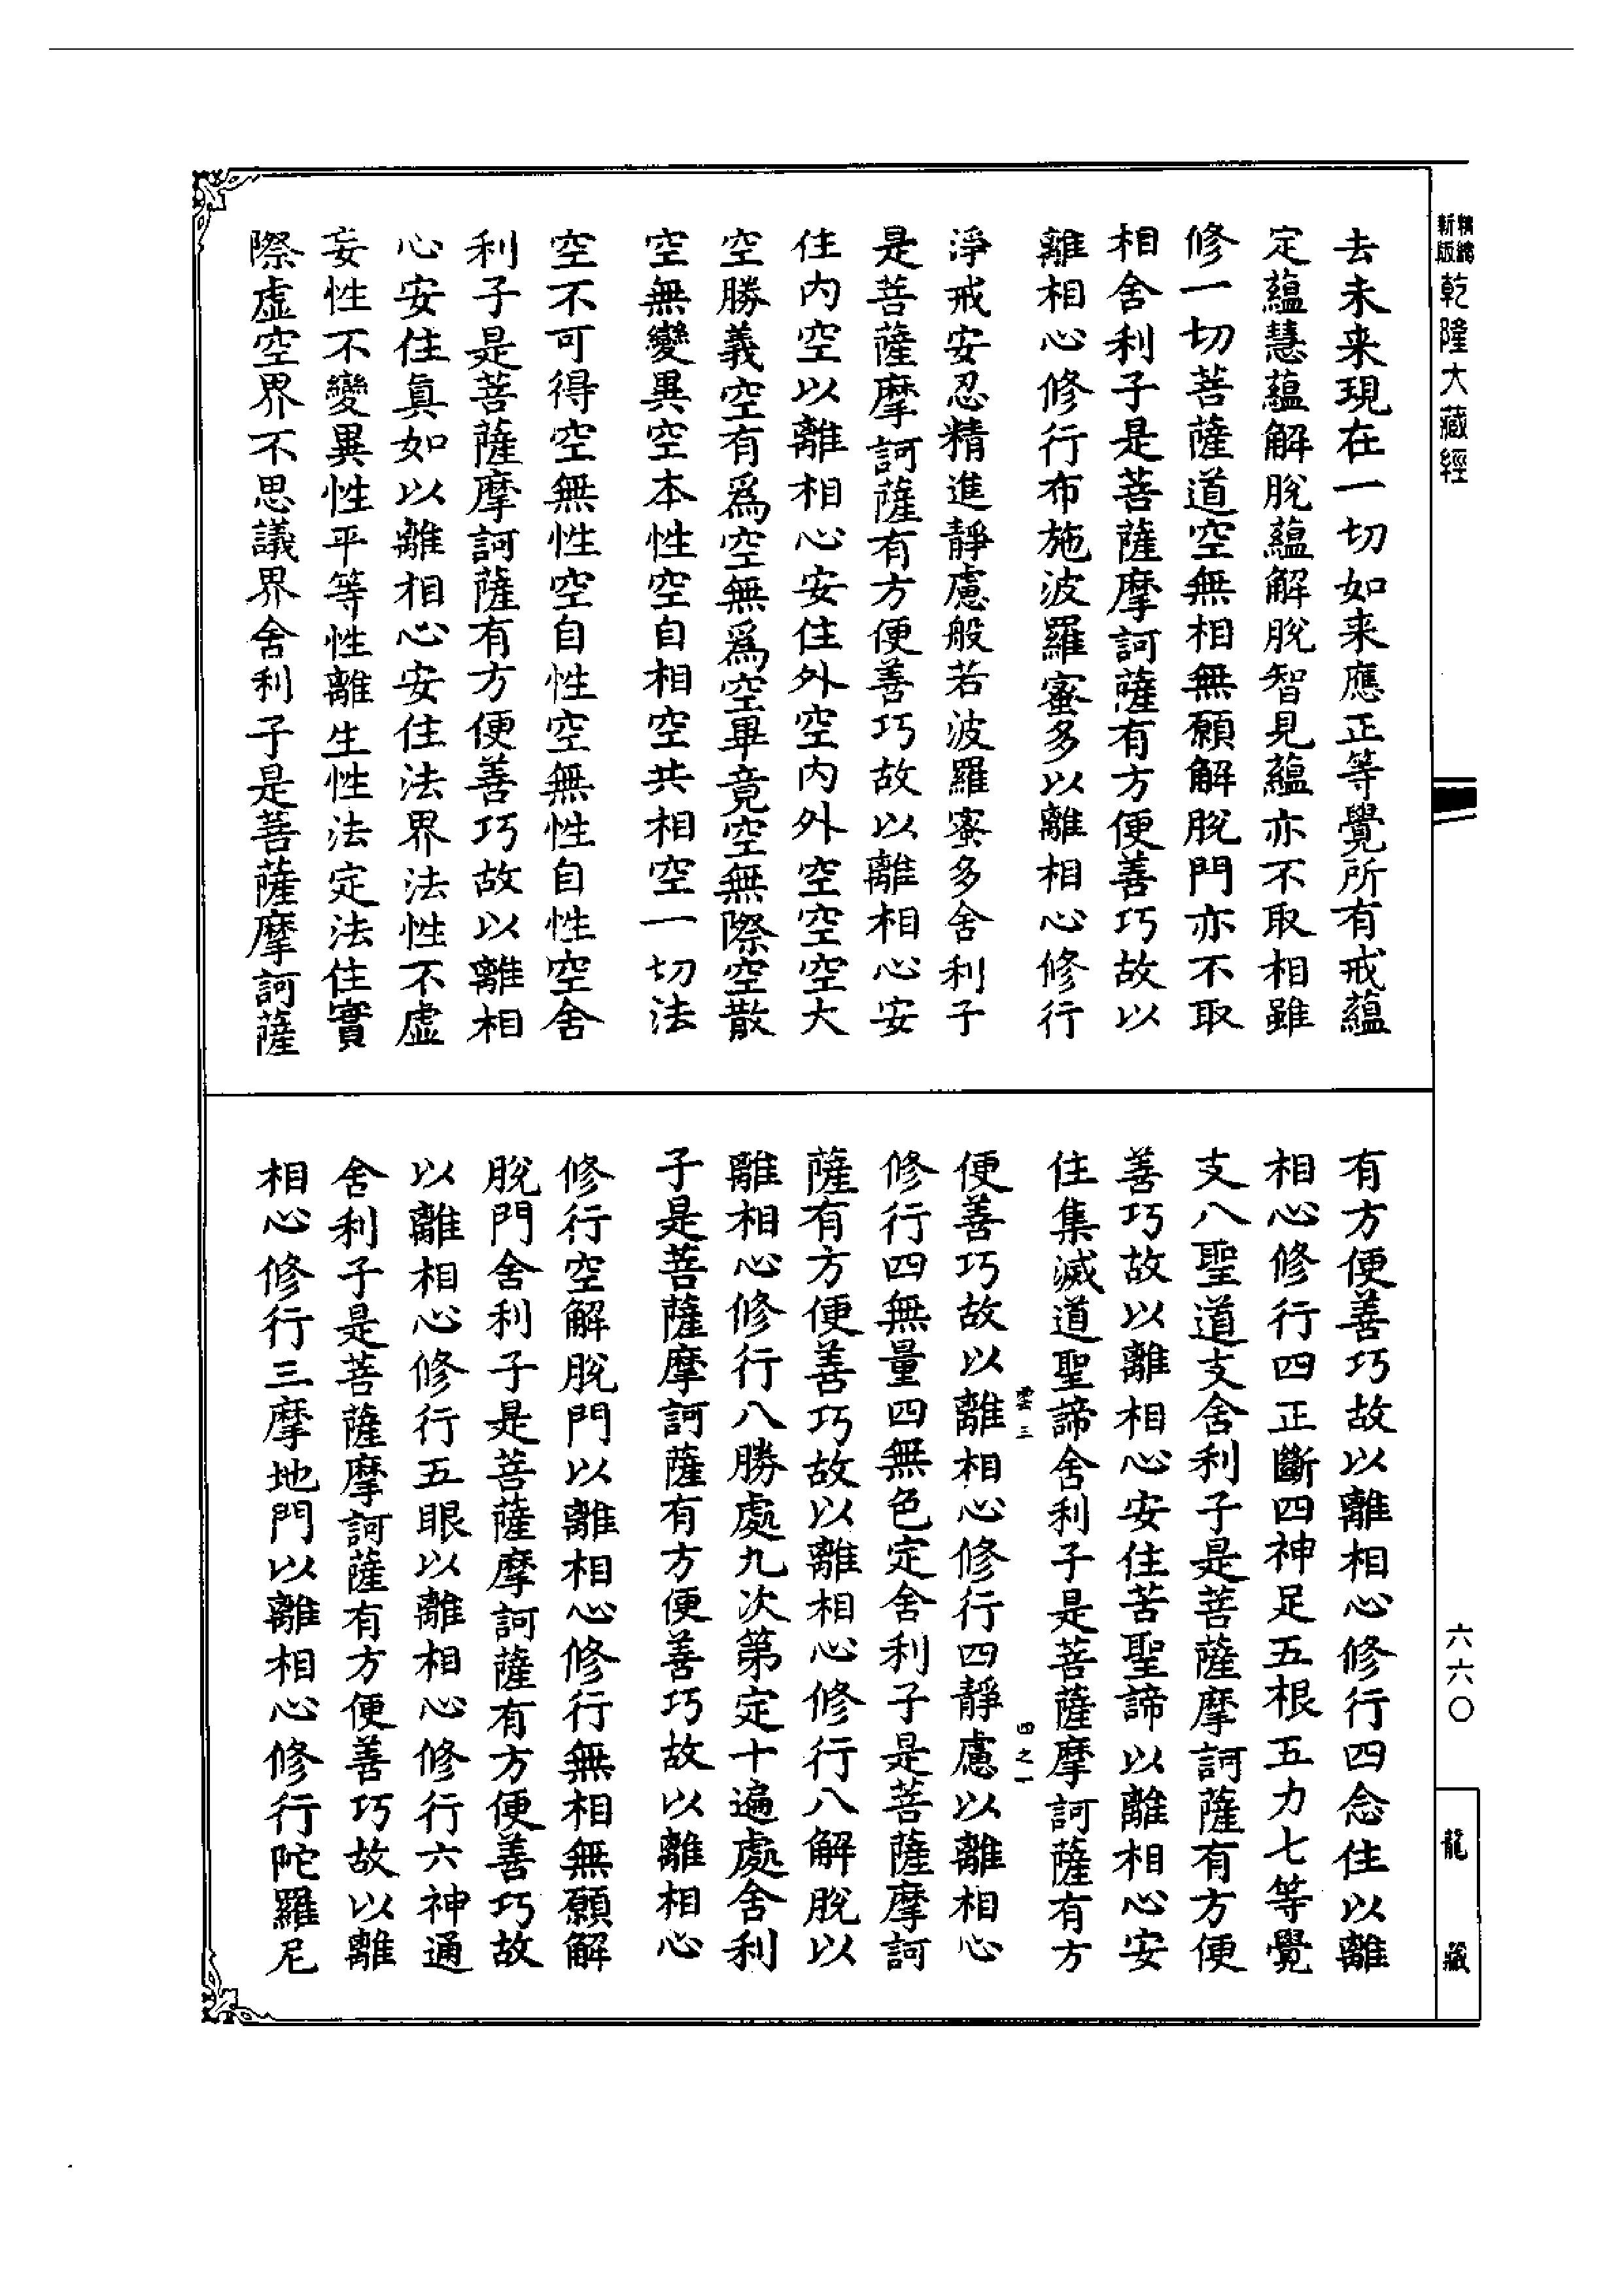 新版精縮乾隆大藏經
去未来現在一切如来應正等覺所有戒蘊
定蘊慧蘊解脫蘊解脫智見蘊亦不取相雖
修一切菩薩道空無相無願解脫門亦不取
相舍利子是菩薩摩訶薩有方便善巧故以
離相心修行布施波羅蜜多以離相心修行
淨戒安忍精進靜慮般若波羅蜜多舍利子
是菩薩摩訶薩有方便善巧故以離相心安
住內空以離相心安住外空內外空空空大
空勝義空有爲空無爲空畢竟空無際空散
空無變異空本性空自相空共相空一切法
空不可得空無性空自性空無性自性空舍
利子是菩薩摩訶薩有方便善巧故以離相
心安住真如以離相心安住法界法性不虛
妄性不變異性平等性離生性法定法住實
際虛空界不思議界舍利子是菩薩摩訶薩
有方便善巧故以離相心修行四念住以離
相心修行四正斷四神足五根五力七等覺
支八聖道支舍利子是菩薩摩訶薩有方便
善巧故以離相心安住苦聖諦以離相心安
住集滅道聖諦舍利子是菩薩摩訶薩有方
雲三 四之一
便善巧故以離相心修行四靜慮以離相心
修行四無量四無色定舍利子是菩薩摩訶
薩有方便善巧故以離相心修行八解脫以
離相心修行八勝處九次第定十遍處舍利
子是菩薩摩訶薩有方便善巧故以離相心
修行空解脫門以離相心修行無相無願解
脫門舍利子是菩薩摩訶薩有方便善巧故
以離相心修行五眼以離相心修行六神通
舍利子是菩薩摩訶薩有方便善巧故以離
相心修行三摩地門以離相心修行陀羅尼
六六〇
龍藏